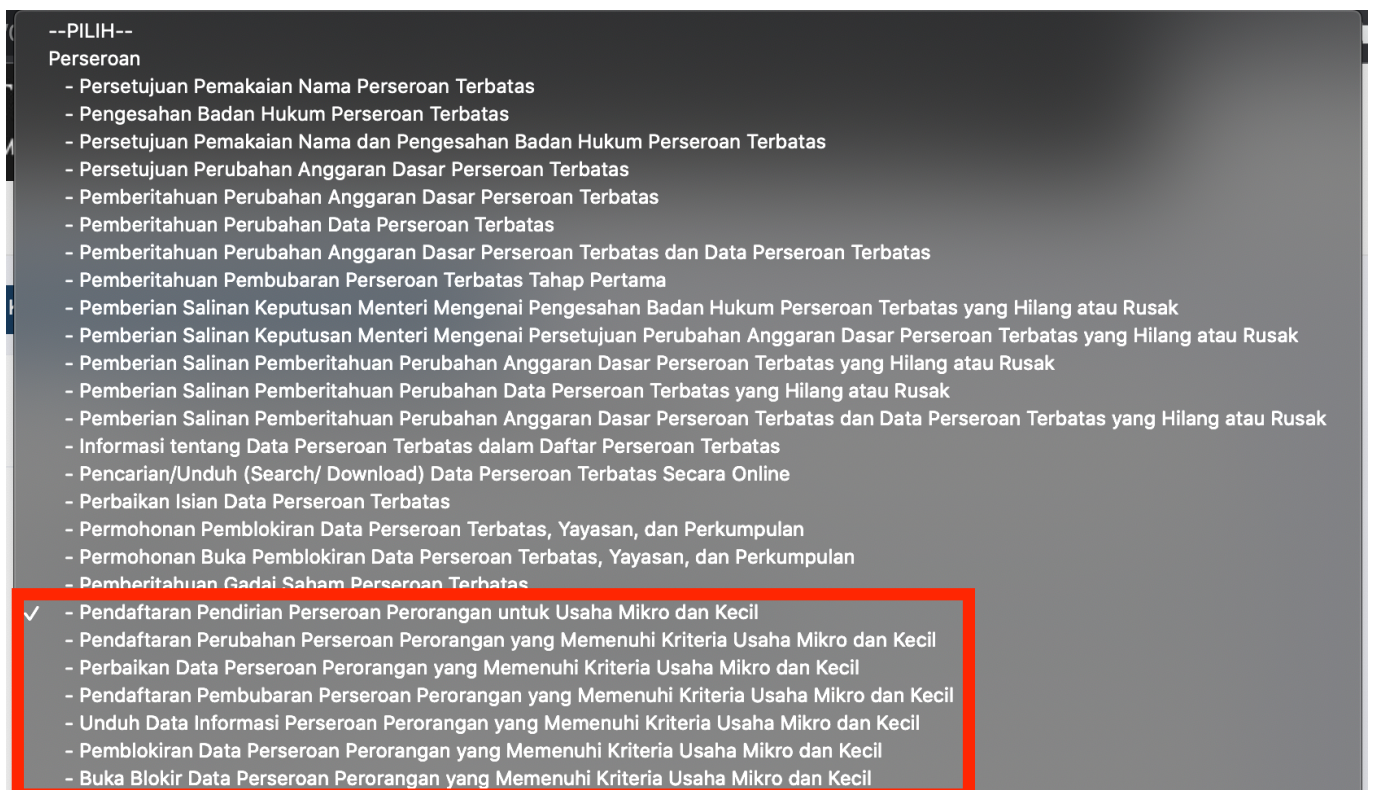 --PILIH--
Perseroan
- Persetujuan Pemakaian Nama Perseroan Terbatas
- Pengesahan Badan Hukum Perseroan Terbatas
- Persetujuan Pemakaian Nama dan Pengesahan Badan Hukum Perseroan Terbatas
- Persetujuan Perubahan Anggaran Dasar Perseroan Terbatas
- Pemberitahuan Perubahan Anggaran Dasar Perseroan Terbatas
- Pemberitahuan Perubahan Data Perseroan Terbatas
- Pemberitahuan Perubahan Anggaran Dasar Perseroan Terbatas dan Data Perseroan Terbatas
- Pemberitahuan Pembubaran Perseroan Terbatas Tahap Pertama
- Pemberian Salinan Keputusan Menteri Mengenai Pengesahan Badan Hukum Perseroan Terbatas yang Hilang atau Rusak
- Pemberian Salinan Keputusan Menteri Mengenai Persetujuan Perubahan Anggaran Dasar Perseroan Terbatas yang Hilang atau Rusak
- Pemberian Salinan Pemberitahuan Perubahan Anggaran Dasar Perseroan Terbatas yang Hilang atau Rusak
- Pemberian Salinan Pemberitahuan Perubahan Data Perseroan Terbatas yang Hilang atau Rusak
- Pemberian Salinan Pemberitahuan Perubahan Anggaran Dasar Perseroan Terbatas dan Data Perseroan Terbatas yang Hilang atau Rusak
- Informasi tentang Data Perseroan Terbatas dalam Daftar Perseroan Terbatas
- Pencarian/Unduh (Search/ Download) Data Perseroan Terbatas Secara Online
- Perbaikan Isian Data Perseroan Terbatas
- Permohonan Pemblokiran Data Perseroan Terbatas, Yayasan, dan Perkumpulan
- Permohonan Buka Pemblokiran Data Perseroan Terbatas, Yayasan, dan Perkumpulan
- Pemberitahuan Gadai Saham Perseroan Terbatas
✓ - Pendaftaran Pendirian Perseroan Perorangan untuk Usaha Mikro dan Kecil
- Pendaftaran Perubahan Perseroan Perorangan yang Memenuhi Kriteria Usaha Mikro dan Kecil
- Perbaikan Data Perseroan Perorangan yang Memenuhi Kriteria Usaha Mikro dan Kecil
- Pendaftaran Pembubaran Perseroan Perorangan yang Memenuhi Kriteria Usaha Mikro dan Kecil
- Unduh Data Informasi Perseroan Perorangan yang Memenuhi Kriteria Usaha Mikro dan Kecil
- Pemblokiran Data Perseroan Perorangan yang Memenuhi Kriteria Usaha Mikro dan Kecil
- Buka Blokir Data Perseroan Perorangan yang Memenuhi Kriteria Usaha Mikro dan Kecil